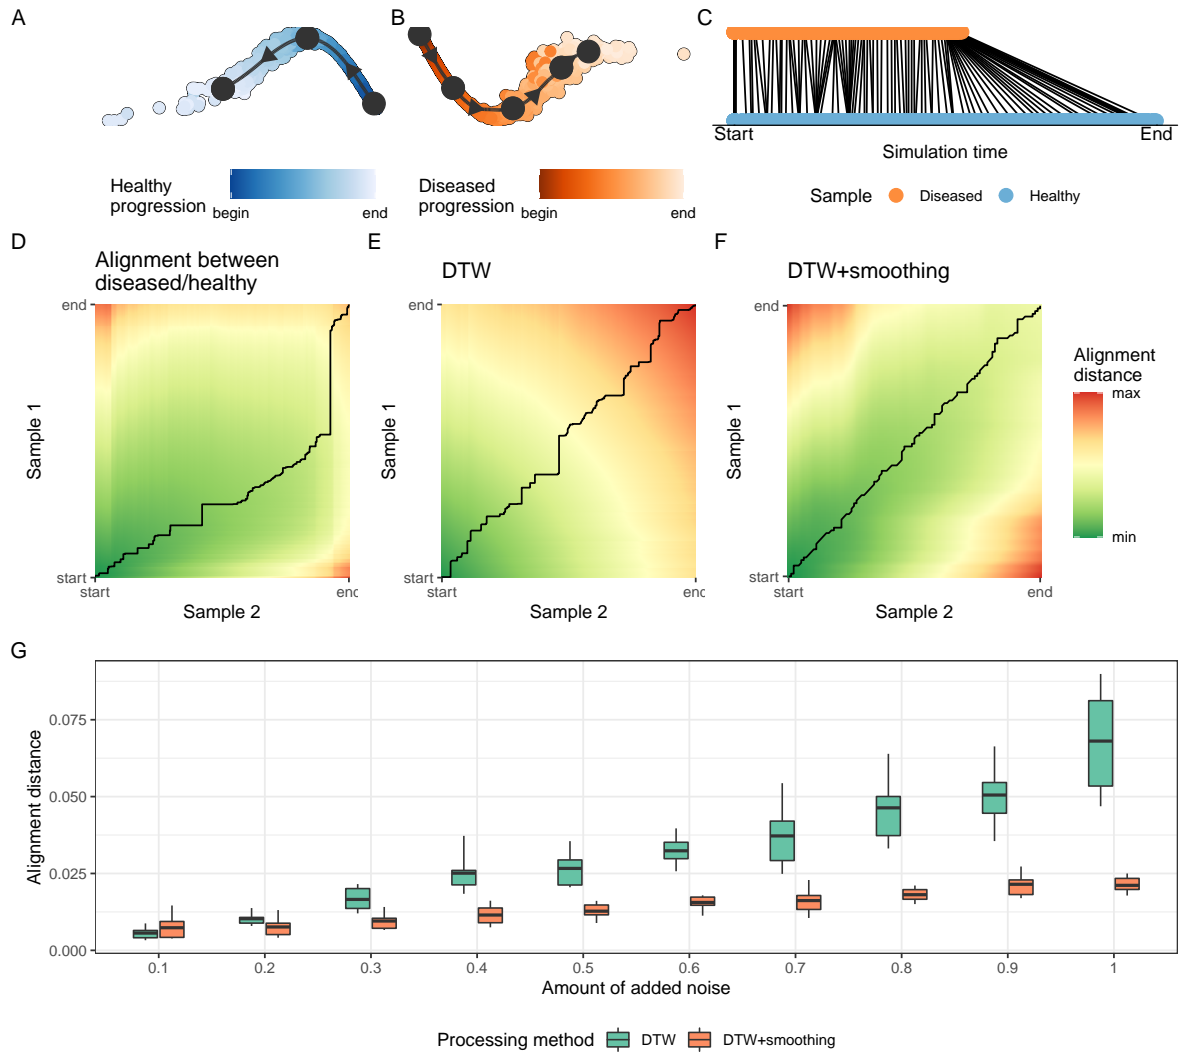 A
B
C
Start
End
Simulation time
Healthy
progression
begin
end
Diseased
progression
begin
end
Sample
Diseased
Healthy
D
Alignment between
diseased/healthy
E
DTW
F
DTW+smoothing
end
Sample 1
start
start
end
Sample 2
end
Sample 1
start
start
end
Sample 2
end
Sample 1
start
start
end
Sample 2
Alignment
distance
max
min
G
Alignment distance
0.075
0.050
0.025
0.000
0.1
0.2
0.3
0.4
0.5
0.6
0.7
0.8
0.9
1
Amount of added noise
Processing method
DTW
DTW+smoothing